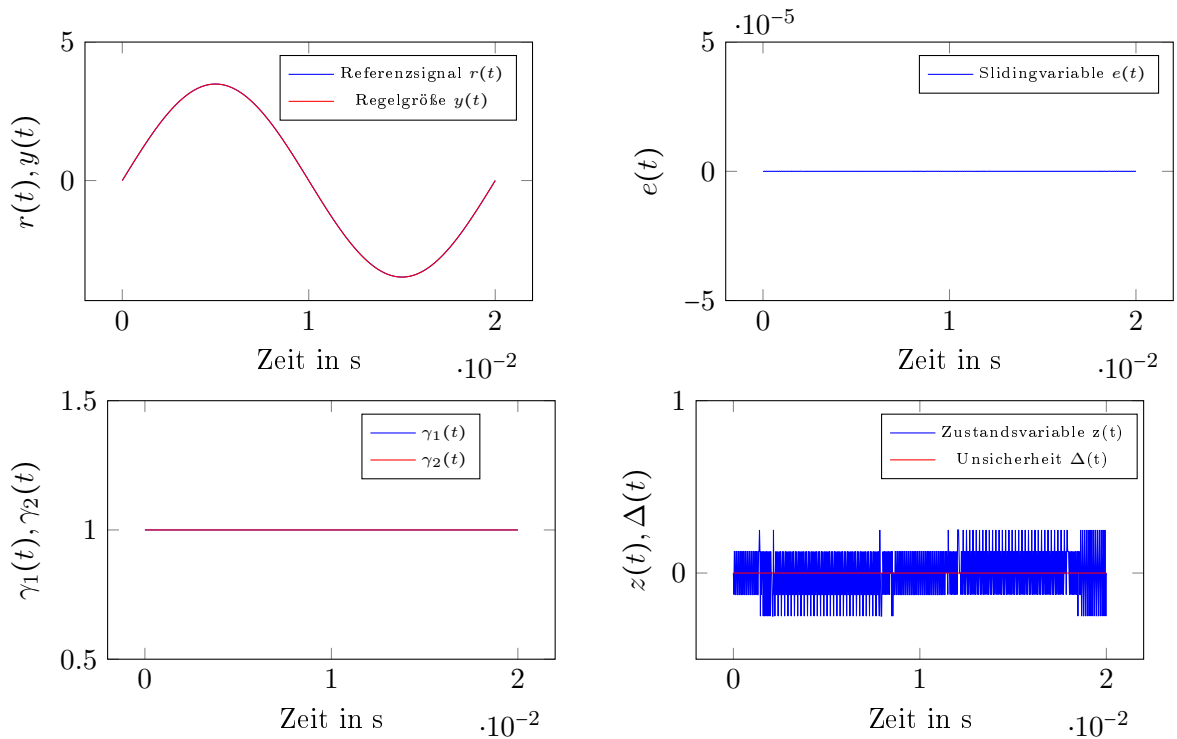 5
0
r(t), y(t)
Referenzsignal r(t)
Regelgröße y(t)
0
1
2
Zeit in s
·10⁻²
·10⁻⁵
5
0
−5
e(t)
Slidingvariable e(t)
0
1
2
Zeit in s
·10⁻²
1.5
1
0.5
γ₁(t), γ₂(t)
γ₁(t)
γ₂(t)
0
1
2
Zeit in s
·10⁻²
1
0
z(t), Δ(t)
Zustandsvariable z(t)
Unsicherheit Δ(t)
0
1
2
Zeit in s
·10⁻²